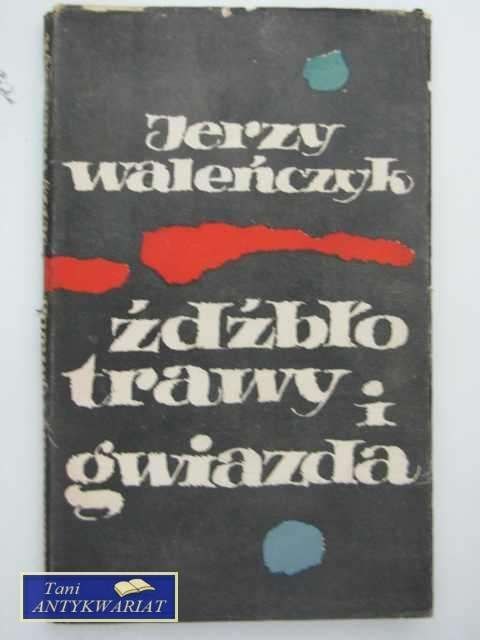 Jerzy
waleńczyk
źdźbło
trawy i
gwiazda
Tani
ANTYKWARIAT